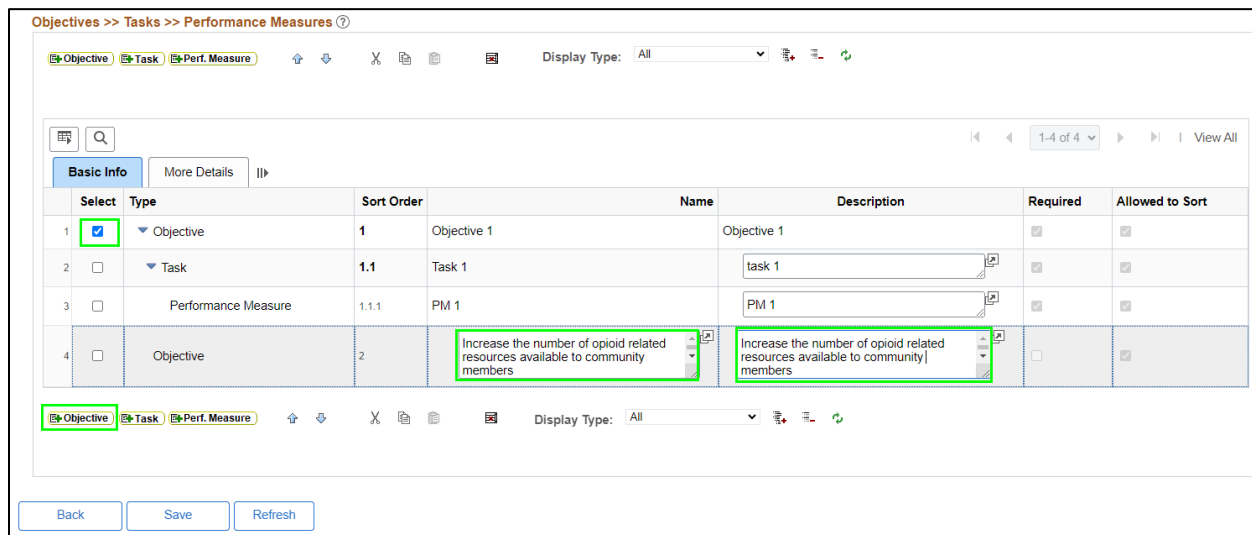 Objectives >> Tasks >> Performance Measures ?
Objective Task Perf. Measure Display Type: All
1-4 of 4 View All
Basic Info More Details
Select Type Sort Order Name Description Required Allowed to Sort
1 Objective 1 Objective 1 Objective 1
2 Task 1.1 Task 1 task 1
3 Performance Measure 1.1.1 PM 1 PM 1
4 Objective 2 Increase the number of opioid related Increase the number of opioid related
resources available to community resources available to community
members members
Objective Task Perf. Measure Display Type: All
Back Save Refresh